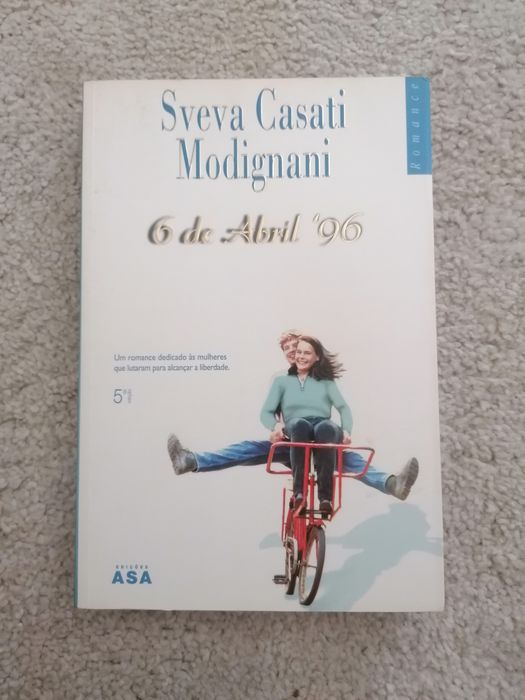 Romance
Sveva Casati
Modignani
6 de Abril '96
Um romance dedicado às mulheres
que lutaram para alcançar a liberdade.
5ª edição
EDIÇÕES
ASA